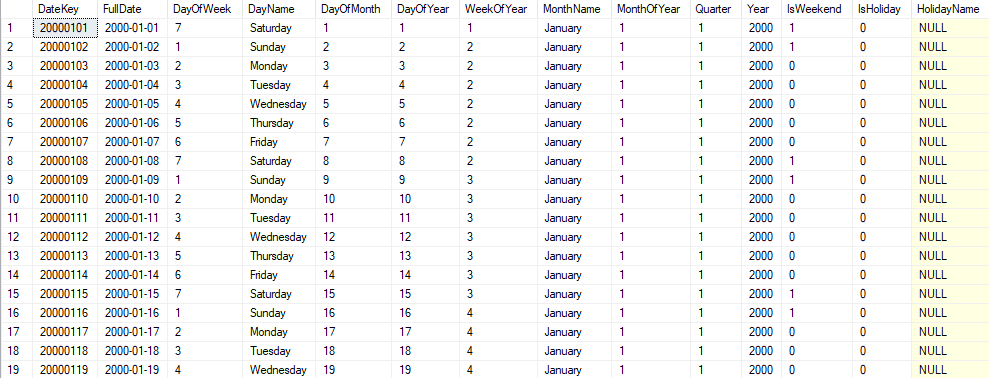 DateKey FullDate DayOfWeek DayName DayOfMonth DayOfYear WeekOfYear MonthName MonthOfYear Quarter Year IsWeekend IsHoliday HolidayName
1 20000101 2000-01-01 7 Saturday 1 1 1 January 1 1 2000 1 0 NULL
2 20000102 2000-01-02 1 Sunday 2 2 2 January 1 1 2000 1 0 NULL
3 20000103 2000-01-03 2 Monday 3 3 2 January 1 1 2000 0 0 NULL
4 20000104 2000-01-04 3 Tuesday 4 4 2 January 1 1 2000 0 0 NULL
5 20000105 2000-01-05 4 Wednesday 5 5 2 January 1 1 2000 0 0 NULL
6 20000106 2000-01-06 5 Thursday 6 6 2 January 1 1 2000 0 0 NULL
7 20000107 2000-01-07 6 Friday 7 7 2 January 1 1 2000 0 0 NULL
8 20000108 2000-01-08 7 Saturday 8 8 2 January 1 1 2000 1 0 NULL
9 20000109 2000-01-09 1 Sunday 9 9 3 January 1 1 2000 1 0 NULL
10 20000110 2000-01-10 2 Monday 10 10 3 January 1 1 2000 0 0 NULL
11 20000111 2000-01-11 3 Tuesday 11 11 3 January 1 1 2000 0 0 NULL
12 20000112 2000-01-12 4 Wednesday 12 12 3 January 1 1 2000 0 0 NULL
13 20000113 2000-01-13 5 Thursday 13 13 3 January 1 1 2000 0 0 NULL
14 20000114 2000-01-14 6 Friday 14 14 3 January 1 1 2000 0 0 NULL
15 20000115 2000-01-15 7 Saturday 15 15 3 January 1 1 2000 1 0 NULL
16 20000116 2000-01-16 1 Sunday 16 16 4 January 1 1 2000 1 0 NULL
17 20000117 2000-01-17 2 Monday 17 17 4 January 1 1 2000 0 0 NULL
18 20000118 2000-01-18 3 Tuesday 18 18 4 January 1 1 2000 0 0 NULL
19 20000119 2000-01-19 4 Wednesday 19 19 4 January 1 1 2000 0 0 NULL